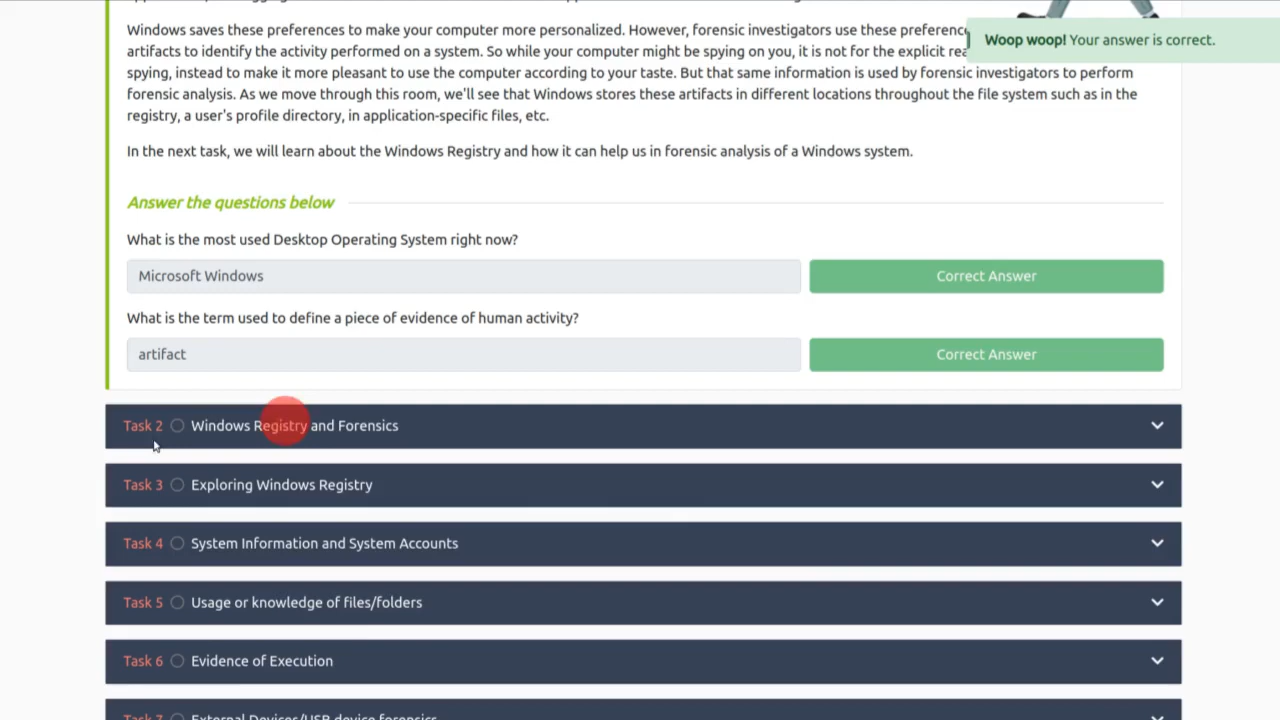 Windows saves these preferences to make your computer more personalized. However, forensic investigators use these preference
artifacts to identify the activity performed on a system. So while your computer might be spying on you, it is not for the explicit rea
spying, instead to make it more pleasant to use the computer according to your taste. But that same information is used by forensic investigators to perform
forensic analysis. As we move through this room, we'll see that Windows stores these artifacts in different locations throughout the file system such as in the
registry, a user's profile directory, in application-specific files, etc.
Woop woop! Your answer is correct.
In the next task, we will learn about the Windows Registry and how it can help us in forensic analysis of a Windows system.
Answer the questions below
What is the most used Desktop Operating System right now?
Microsoft Windows
Correct Answer
What is the term used to define a piece of evidence of human activity?
artifact
Correct Answer
Task 2 Windows Registry and Forensics
Task 3 Exploring Windows Registry
Task 4 System Information and System Accounts
Task 5 Usage or knowledge of files/folders
Task 6 Evidence of Execution
Task 7 External Devices/USB device forensics